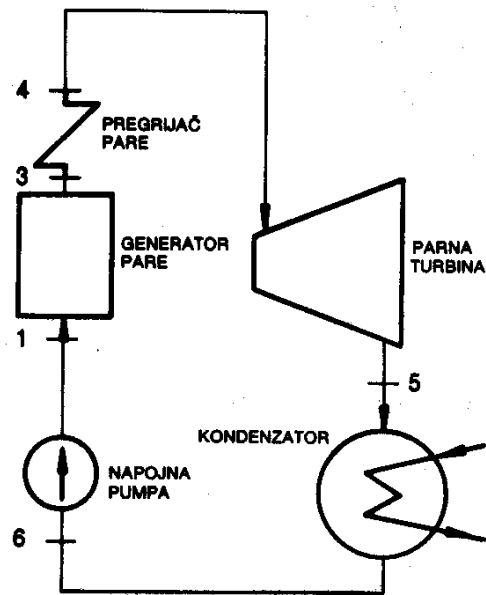 4
PREGRIJAČ
PARE
3
GENERATOR
PARE
PARNA
TURBINA
1
5
KONDENZATOR
NAPOJNA
PUMPA
6